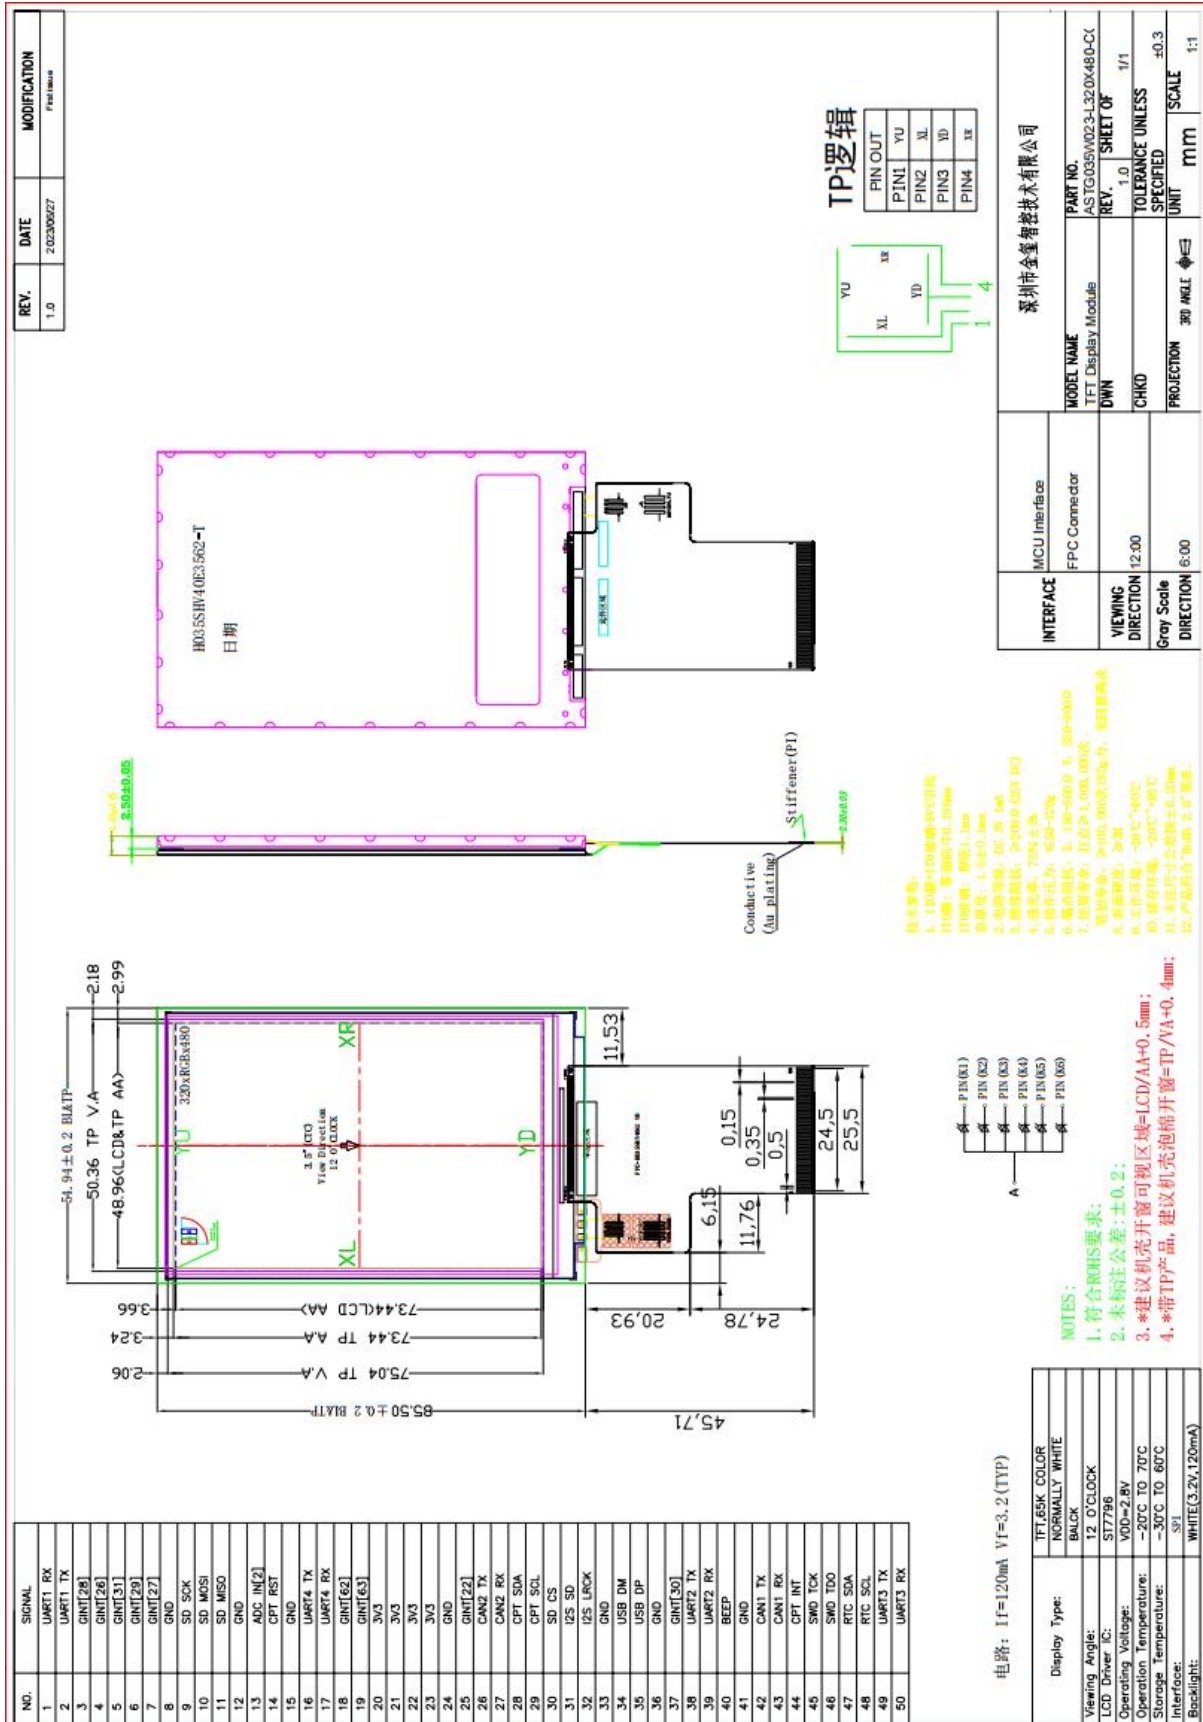 REV. DATE MODIFICATION
1.0 2023/06/27 First issue
NO. SIGNAL
1 UART1 RX
2 UART1 TX
3 GINT[28]
4 GINT[26]
5 GINT[31]
6 GINT[29]
7 GINT[27]
8 GND
9 SD SCK
10 SD MOSI
11 SD MISO
12 GND
13 ADC IN[2]
14 CPT RST
15 GND
16 UART4 TX
17 UART4 RX
18 GINT[62]
19 GINT[63]
20 3V3
21 3V3
22 3V3
23 3V3
24 GND
25 GINT[22]
26 CAN2 TX
27 CAN2 RX
28 CPT SDA
29 CPT SCL
30 SD CS
31 I2S SD
32 I2S LRCK
33 GND
34 USB DM
35 USB DP
36 GND
37 GINT[30]
38 UART2 TX
39 UART2 RX
40 BEEP
41 GND
42 CAN1 TX
43 CAN1 RX
44 CPT INT
45 SWD TCK
46 SWD TDO
47 RTC SDA
48 RTC SCL
49 UART3 TX
50 UART3 RX
54.94±0.2 BL&TP
50.36 TP V.A
48.96(LCD&TP AA)
2.18
2.99
3.66
3.24
2.06
73.44(LCD AA)
73.44 TP A.A
75.04 TP V.A
85.50±0.2 Bl&TP
320xRGBx480
YU
XL
XR
YD
3.5"(CTC)
View Direction
12 O'CLOCK
11,53
20,93
24,78
45,71
6,15
11,76
0,15
0,35
0,5
24,5
25,5
2.50±0.05
Conductive
(Au plating)
Stiffener(PI)
0.30±0.03
H035SHV40E3562-T
日期
元件区域
TP逻辑
PIN OUT
PIN1 YU
PIN2 XL
PIN3 YD
PIN4 XR
YU
XL
XR
YD
1 4
电路: If=120mA Vf=3.2(TYP)
A
PIN(K1)
PIN(K2)
PIN(K3)
PIN(K4)
PIN(K5)
PIN(K6)
NOTES:
1.符合ROHS要求;
2.未标注公差:±0.2;
3.*建议机壳开窗可视区域=LCD/AA+0.5mm;
4.*带TP产品,建议机壳泡棉开窗=TP/VA+0.4mm;
Display Type: TFT,65K COLOR
NORMALLY WHITE
BALCK
Viewing Angle: 12 O'CLOCK
LCD Driver IC: ST7796
Operating Voltage: VDD=2.8V
Operation Temperature: -20°C TO 70°C
Storage Temperature: -30°C TO 60°C
Interface: SPI
Backlight: WHITE(3.2V,120mA)
INTERFACE MCU Interface
FPC Connector
VIEWING DIRECTION 12:00
Gray Scale DIRECTION 6:00
深圳市金玺智控技术有限公司
MODEL NAME
TFT Display Module
PART NO.
ASTG035W023-L320X480-C(
DWN
REV. 1.0
SHEET OF 1/1
CHKD
TOLERANCE UNLESS SPECIFIED ±0.3
PROJECTION 3RD ANGLE
UNIT mm
SCALE 1:1